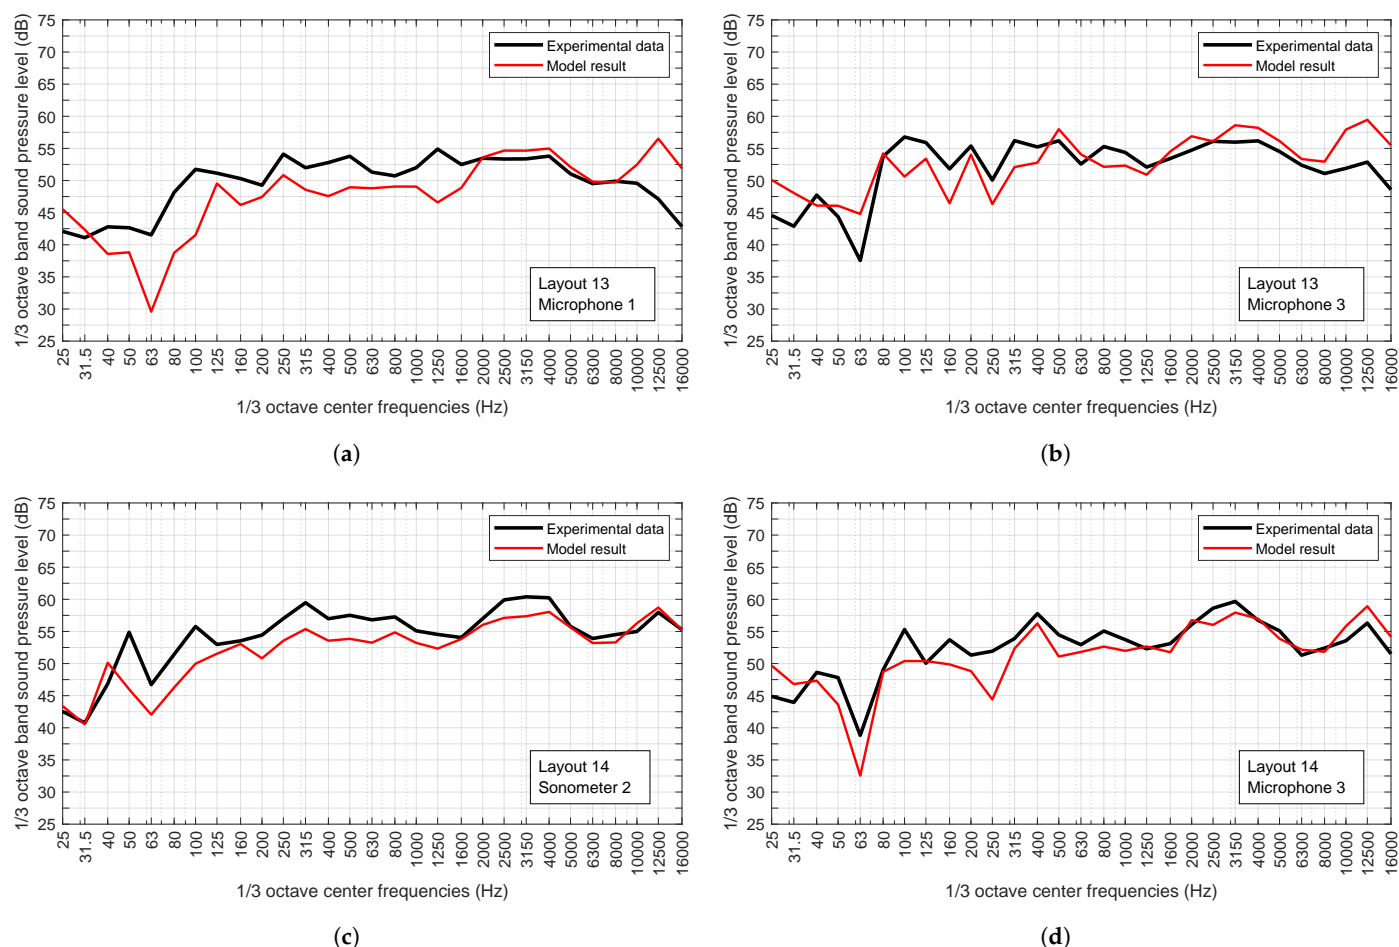 1/3 octave band sound pressure level (dB)
75
70
65
60
55
50
45
40
35
30
25
Experimental data
Model result
Layout 13
Microphone 1
25 31.5 40 50 63 80 100 125 160 200 250 315 400 500 630 800 1000 1250 1600 2000 2500 3150 4000 5000 6300 8000 10000 12500 16000
1/3 octave center frequencies (Hz)
(a)
1/3 octave band sound pressure level (dB)
75
70
65
60
55
50
45
40
35
30
25
Experimental data
Model result
Layout 13
Microphone 3
25 31.5 40 50 63 80 100 125 160 200 250 315 400 500 630 800 1000 1250 1600 2000 2500 3150 4000 5000 6300 8000 10000 12500 16000
1/3 octave center frequencies (Hz)
(b)
1/3 octave band sound pressure level (dB)
75
70
65
60
55
50
45
40
35
30
25
Experimental data
Model result
Layout 14
Sonometer 2
25 31.5 40 50 63 80 100 125 160 200 250 315 400 500 630 800 1000 1250 1600 2000 2500 3150 4000 5000 6300 8000 10000 12500 16000
1/3 octave center frequencies (Hz)
(c)
1/3 octave band sound pressure level (dB)
75
70
65
60
55
50
45
40
35
30
25
Experimental data
Model result
Layout 14
Microphone 3
25 31.5 40 50 63 80 100 125 160 200 250 315 400 500 630 800 1000 1250 1600 2000 2500 3150 4000 5000 6300 8000 10000 12500 16000
1/3 octave center frequencies (Hz)
(d)